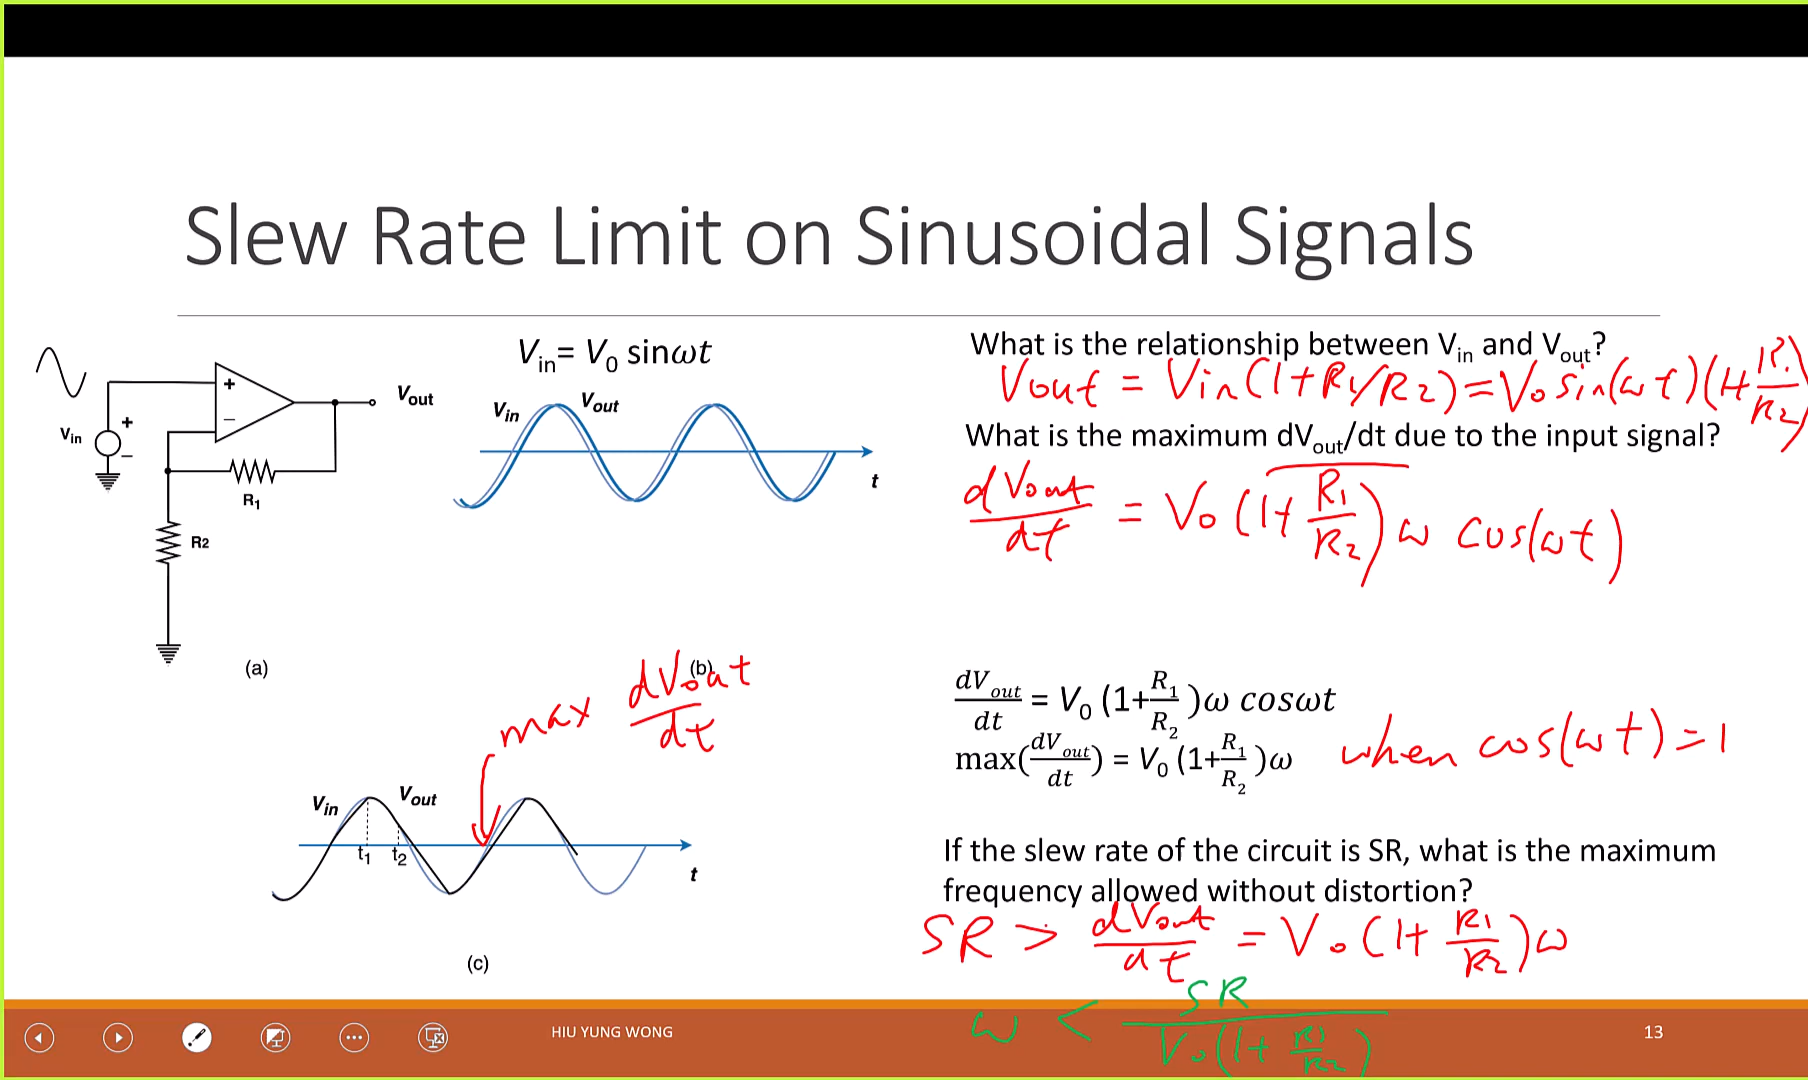 Slew Rate Limit on Sinusoidal Signals
Vin= V0 sinωt
Vin
+
−
+
−
Vout
R1
R2
(a)
Vin
Vout
t
(b)
max dVout/dt
Vin
Vout
t1
t2
t
(c)
What is the relationship between Vin and Vout?
Vout = Vin(1+R1/R2)=Vo sin(ωt)(1+R1/R2)
What is the maximum dVout/dt due to the input signal?
dVout/dt = Vo(1+R1/R2)ω cos(ωt)
dVout/dt = V0 (1+R1/R2)ω cosωt
max(dVout/dt) = V0 (1+R1/R2)ω when cos(ωt)=1
If the slew rate of the circuit is SR, what is the maximum
frequency allowed without distortion?
SR > dVout/dt = Vo(1+R1/R2)ω
ω < SR/Vo(1+R1/R2)
HIU YUNG WONG
13